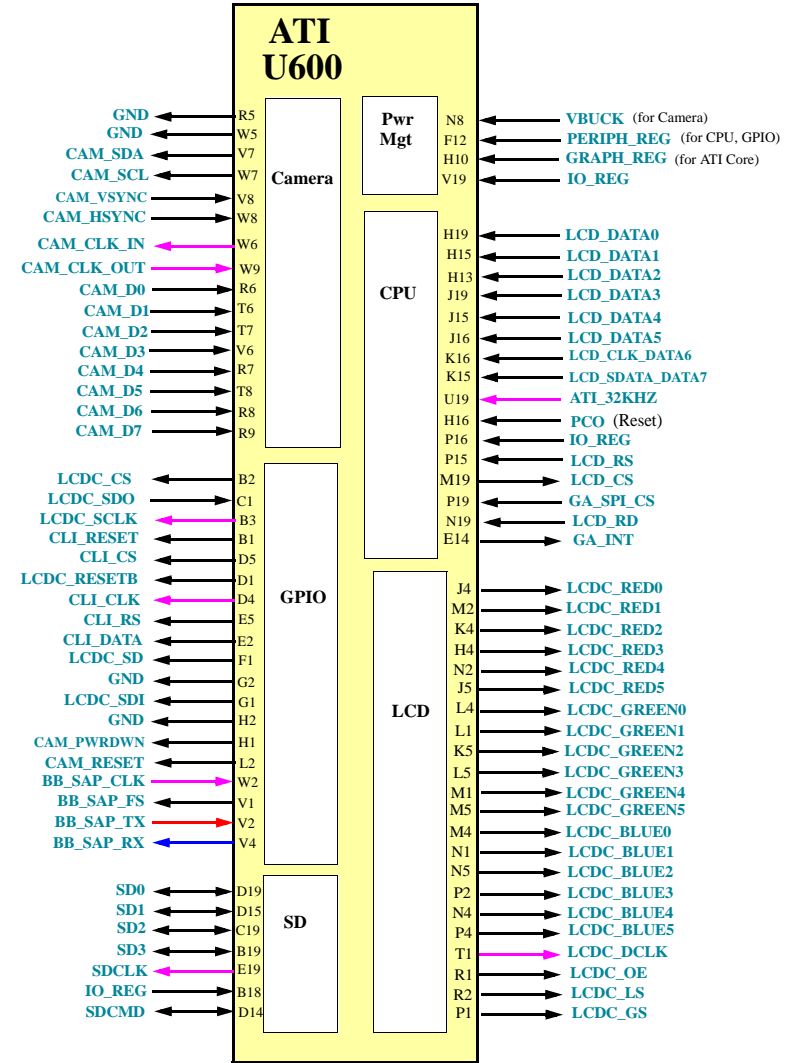 ATI
U600
Camera
GND R5
GND W5
CAM_SDA V7
CAM_SCL W7
CAM_VSYNC V8
CAM_HSYNC W8
CAM_CLK_IN W6
CAM_CLK_OUT W9
CAM_D0 R6
CAM_D1 T6
CAM_D2 T7
CAM_D3 V6
CAM_D4 R7
CAM_D5 T8
CAM_D6 R8
CAM_D7 R9
GPIO
LCDC_CS B2
LCDC_SDO C1
LCDC_SCLK B3
CLI_RESET B1
CLI_CS D5
LCDC_RESETB D1
CLI_CLK D4
CLI_RS E5
CLI_DATA E2
LCDC_SD F1
GND G2
LCDC_SDI G1
GND H2
CAM_PWRDWN H1
CAM_RESET L2
BB_SAP_CLK W2
BB_SAP_FS V1
BB_SAP_TX V2
BB_SAP_RX V4
SD
SD0 D19
SD1 D15
SD2 C19
SD3 B19
SDCLK E19
IO_REG B18
SDCMD D14
Pwr
Mgt
N8 VBUCK (for Camera)
F12 PERIPH_REG (for CPU, GPIO)
H10 GRAPH_REG (for ATI Core)
V19 IO_REG
CPU
H19 LCD_DATA0
H15 LCD_DATA1
H13 LCD_DATA2
J19 LCD_DATA3
J15 LCD_DATA4
J16 LCD_DATA5
K16 LCD_CLK_DATA6
K15 LCD_SDATA_DATA7
U19 ATI_32KHZ
H16 PCO (Reset)
P16 IO_REG
P15 LCD_RS
M19 LCD_CS
P19 GA_SPI_CS
N19 LCD_RD
E14 GA_INT
LCD
J4 LCDC_RED0
M2 LCDC_RED1
K4 LCDC_RED2
H4 LCDC_RED3
N2 LCDC_RED4
J5 LCDC_RED5
L4 LCDC_GREEN0
L1 LCDC_GREEN1
K5 LCDC_GREEN2
L5 LCDC_GREEN3
M1 LCDC_GREEN4
M5 LCDC_GREEN5
M4 LCDC_BLUE0
N1 LCDC_BLUE1
N5 LCDC_BLUE2
P2 LCDC_BLUE3
N4 LCDC_BLUE4
P4 LCDC_BLUE5
T1 LCDC_DCLK
R1 LCDC_OE
R2 LCDC_LS
P1 LCDC_GS